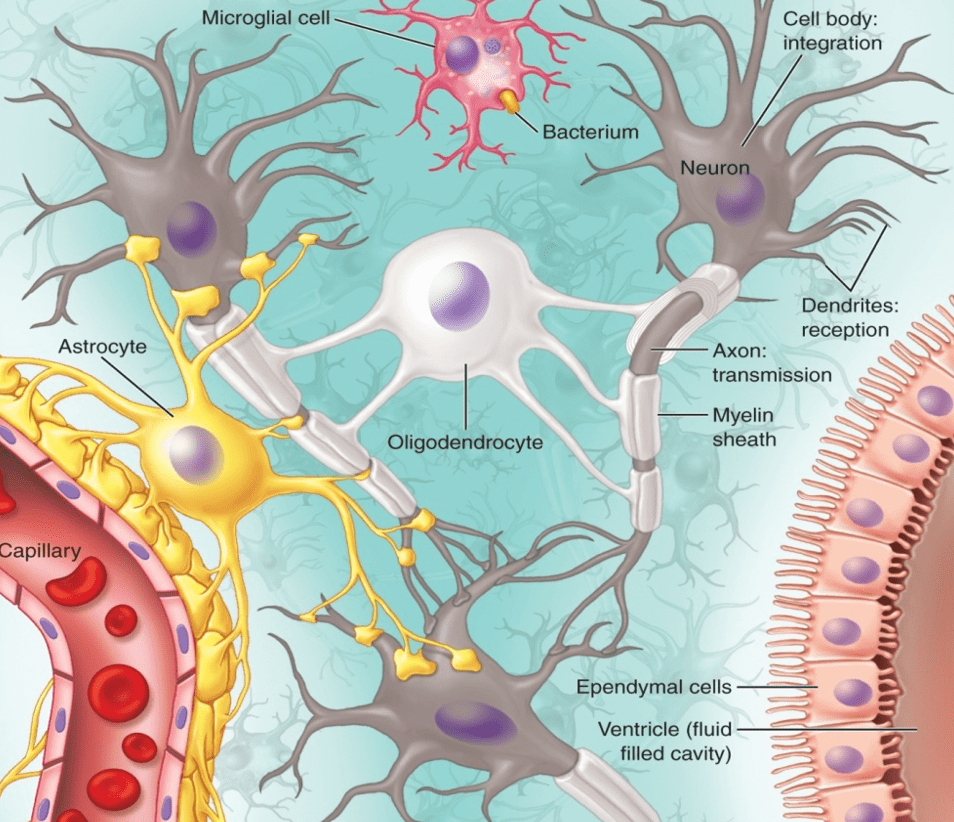 Microglial cell
Cell body:
integration
Bacterium
Neuron
Dendrites:
reception
Astrocyte
Axon:
transmission
Myelin
sheath
Oligodendrocyte
Capillary
Ependymal cells
Ventricle (fluid
filled cavity)